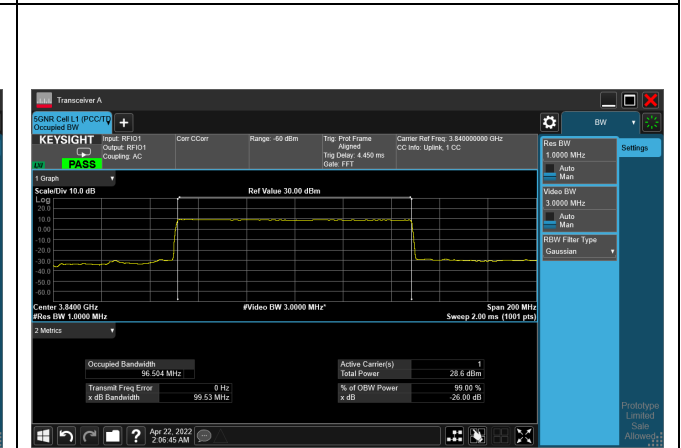 Transceiver A
5GNR Cell L1 (PCC/TD
Occupied BW
+
KEYSIGHT
LXI
PASS
Input: RFIO1
Output: RFIO1
Coupling: AC
Corr CCorr
Range: -60 dBm
Trig: Prot Frame
Aligned
Trig Delay: 4.450 ms
Gate: FFT
Carrier Ref Freq: 3.840000000 GHz
CC Info: Uplink, 1 CC
BW
Settings
Res BW
1.0000 MHz
Auto
Man
Video BW
3.0000 MHz
Auto
Man
RBW Filter Type
Gaussian
1 Graph
Scale/Div 10.0 dB
Ref Value 30.00 dBm
Log
20.0
10.0
0.00
-10.0
-20.0
-30.0
-40.0
-50.0
-60.0
Center 3.8400 GHz
#Res BW 1.0000 MHz
#Video BW 3.0000 MHz*
Span 200 MHz
Sweep 2.00 ms (1001 pts)
2 Metrics
Occupied Bandwidth
96.504 MHz
Active Carrier(s) 1
Total Power 28.6 dBm
Transmit Freq Error 0 Hz
x dB Bandwidth 99.53 MHz
% of OBW Power 99.00 %
x dB -26.00 dB
Prototype
Limited
Sale
Allowed
?
Apr 22, 2022
2:06:45 AM